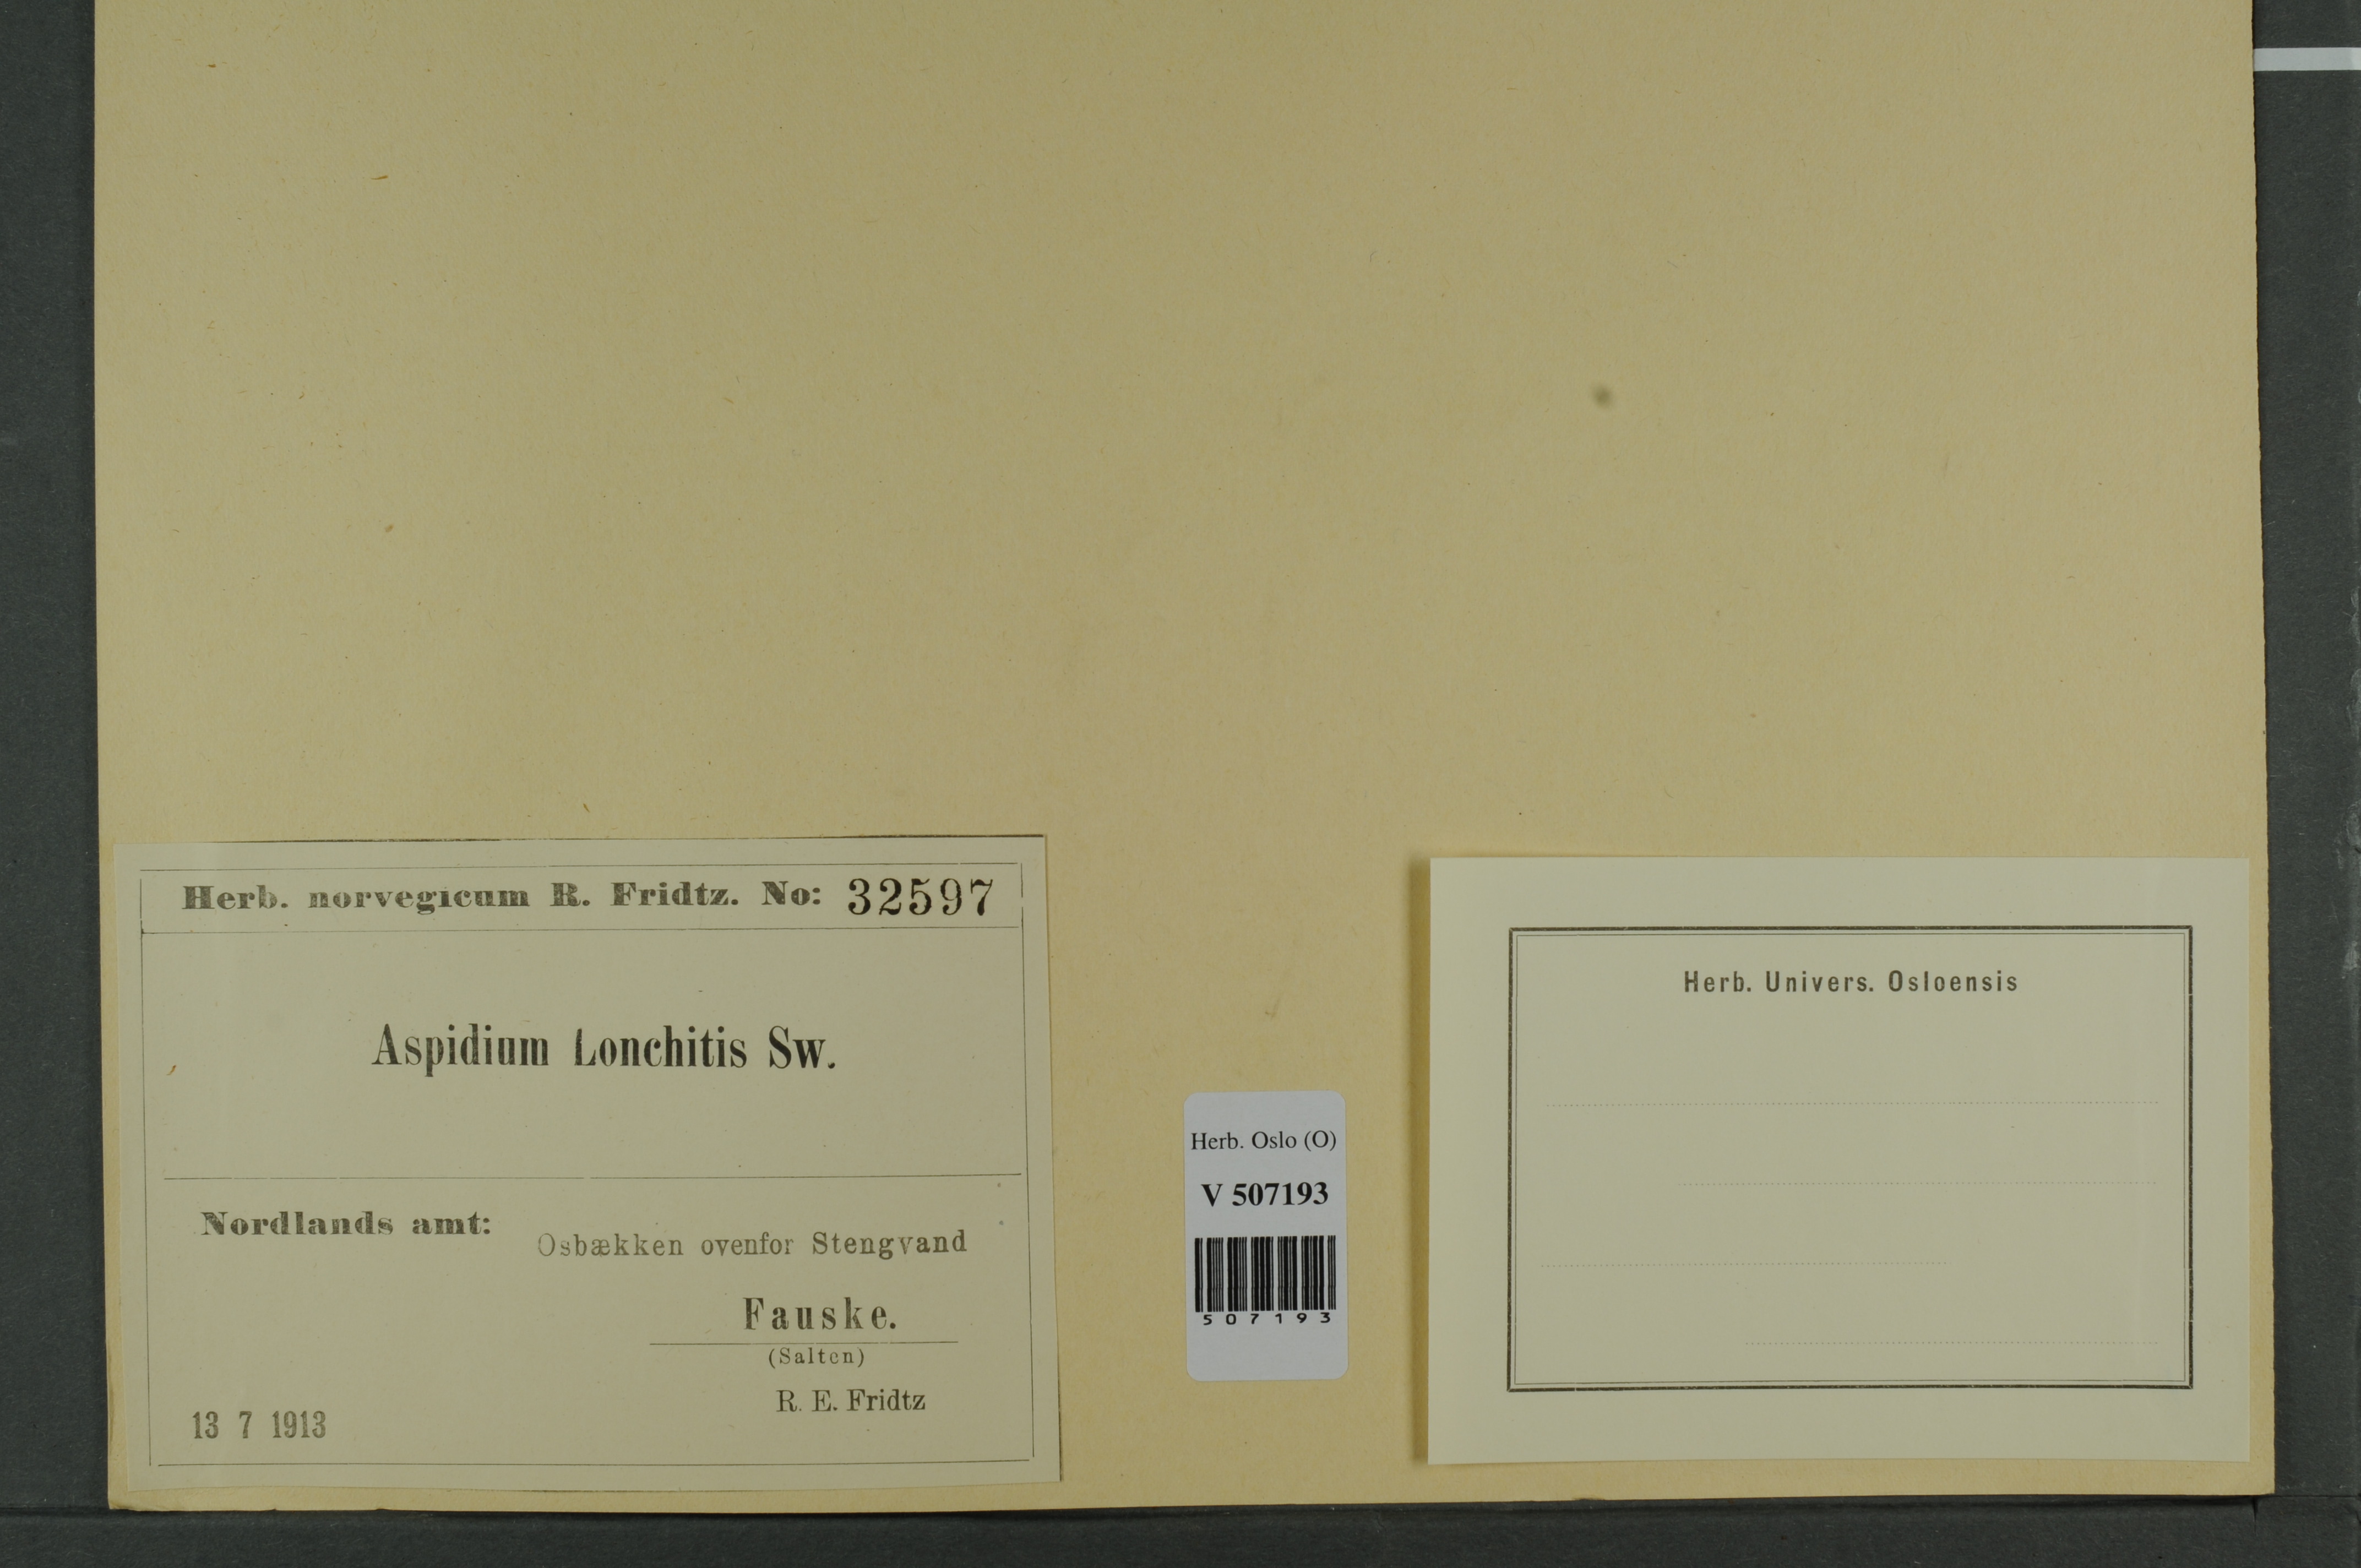 Herb. norvegicum R. Fridtz. No: 32597
Aspidium Lonchitis Sw.
Nordlands amt:
Osbækken ovenfor Stengvand
Fauske.
(Salten)
R. E. Fridtz
13 7 1913
Herb. Oslo (O)
V 507193
507193
Herb. Univers. Osloensis